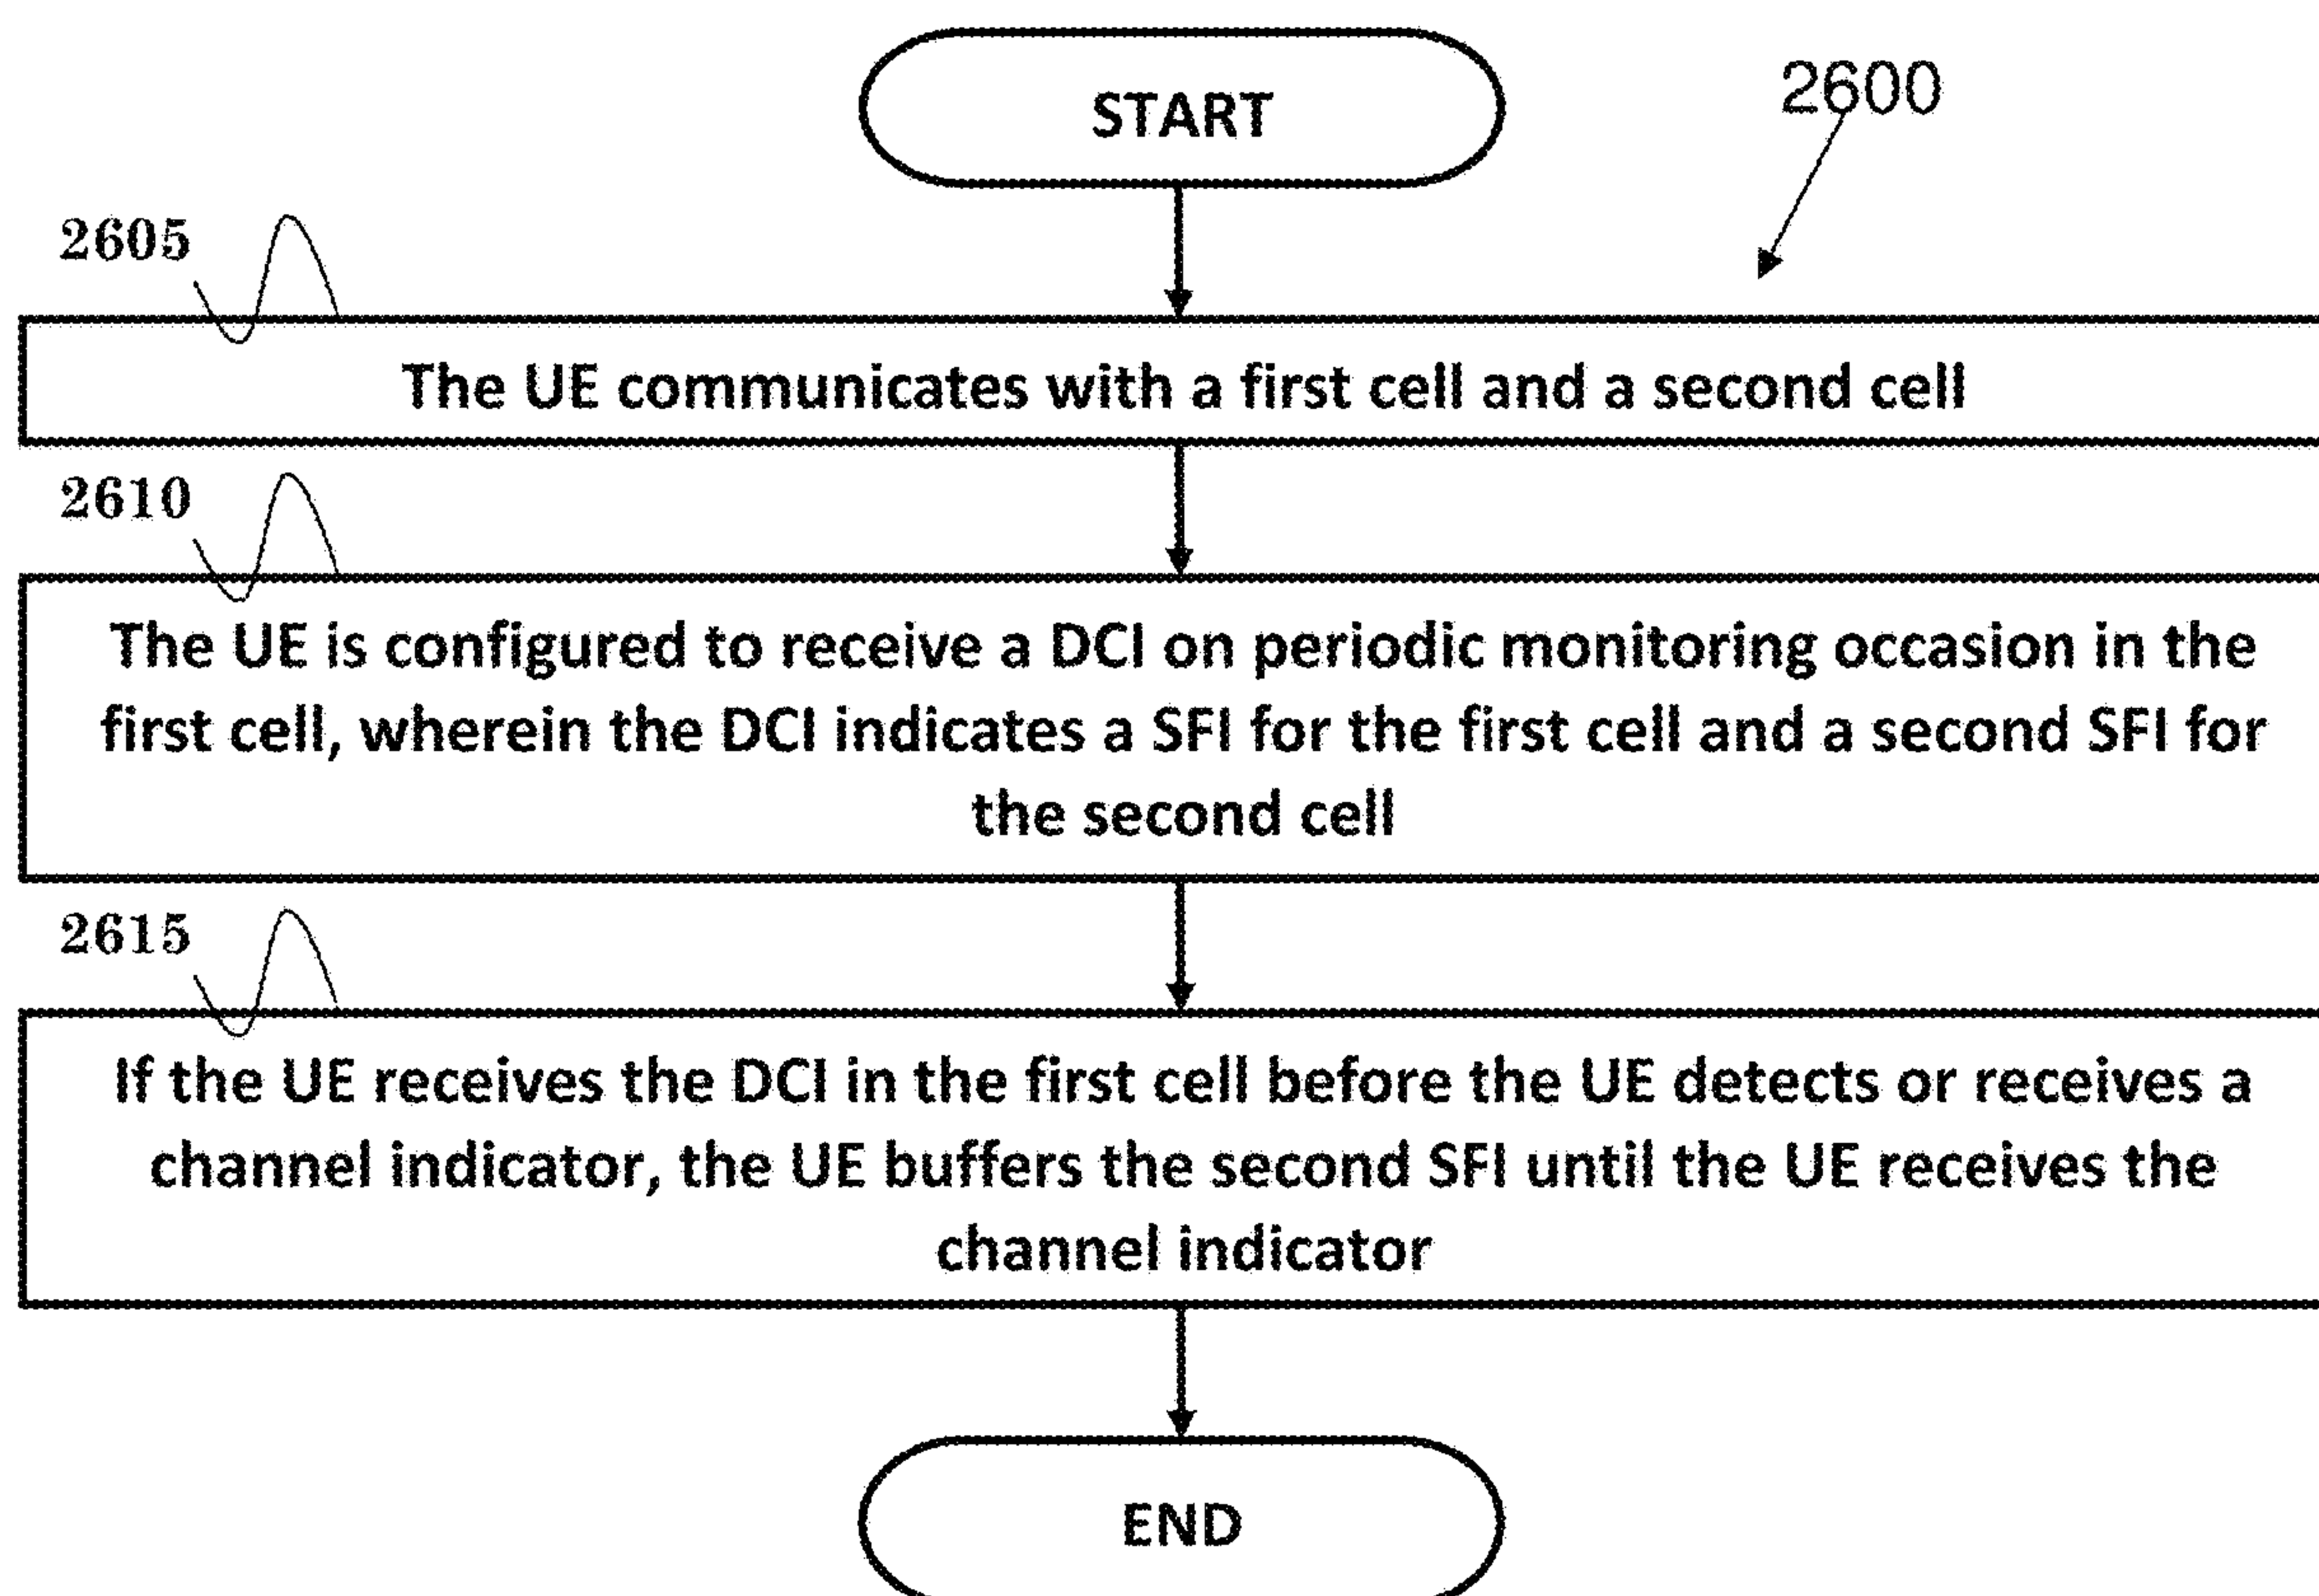 START
2600
2605
The UE communicates with a first cell and a second cell
2610
The UE is configured to receive a DCI on periodic monitoring occasion in the
first cell, wherein the DCI indicates a SFI for the first cell and a second SFI for
the second cell
2615
If the UE receives the DCI in the first cell before the UE detects or receives a
channel indicator, the UE buffers the second SFI until the UE receives the
channel indicator
END